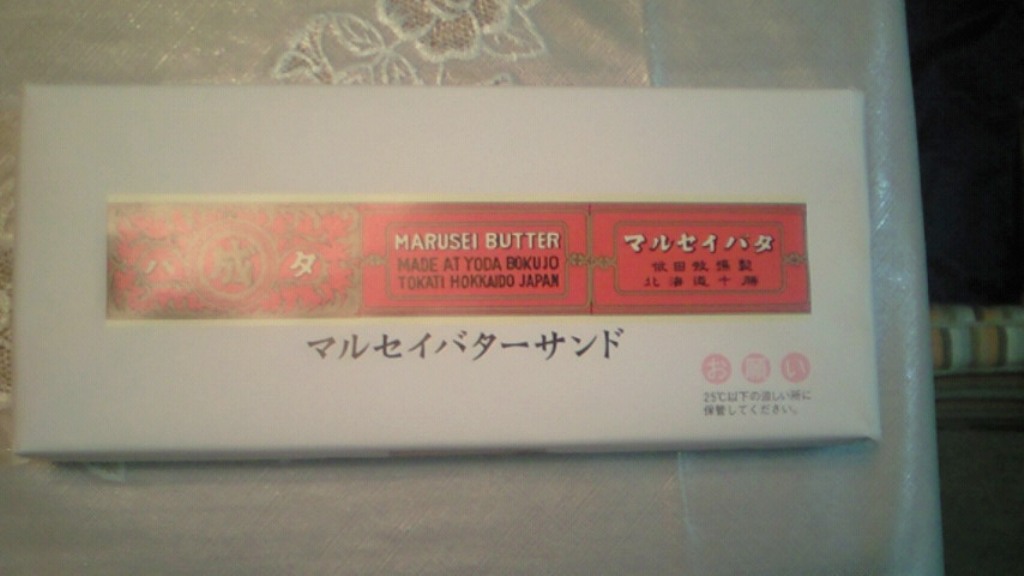 バ 成 タ
MARUSEI BUTTER
MADE AT YODA BOKUJO
TOKATI HOKKAIDO JAPAN
マルセイバタ
依田牧場製
北海道十勝
マルセイバターサンド
お願い
25℃以下の涼しい所に
保管してください。